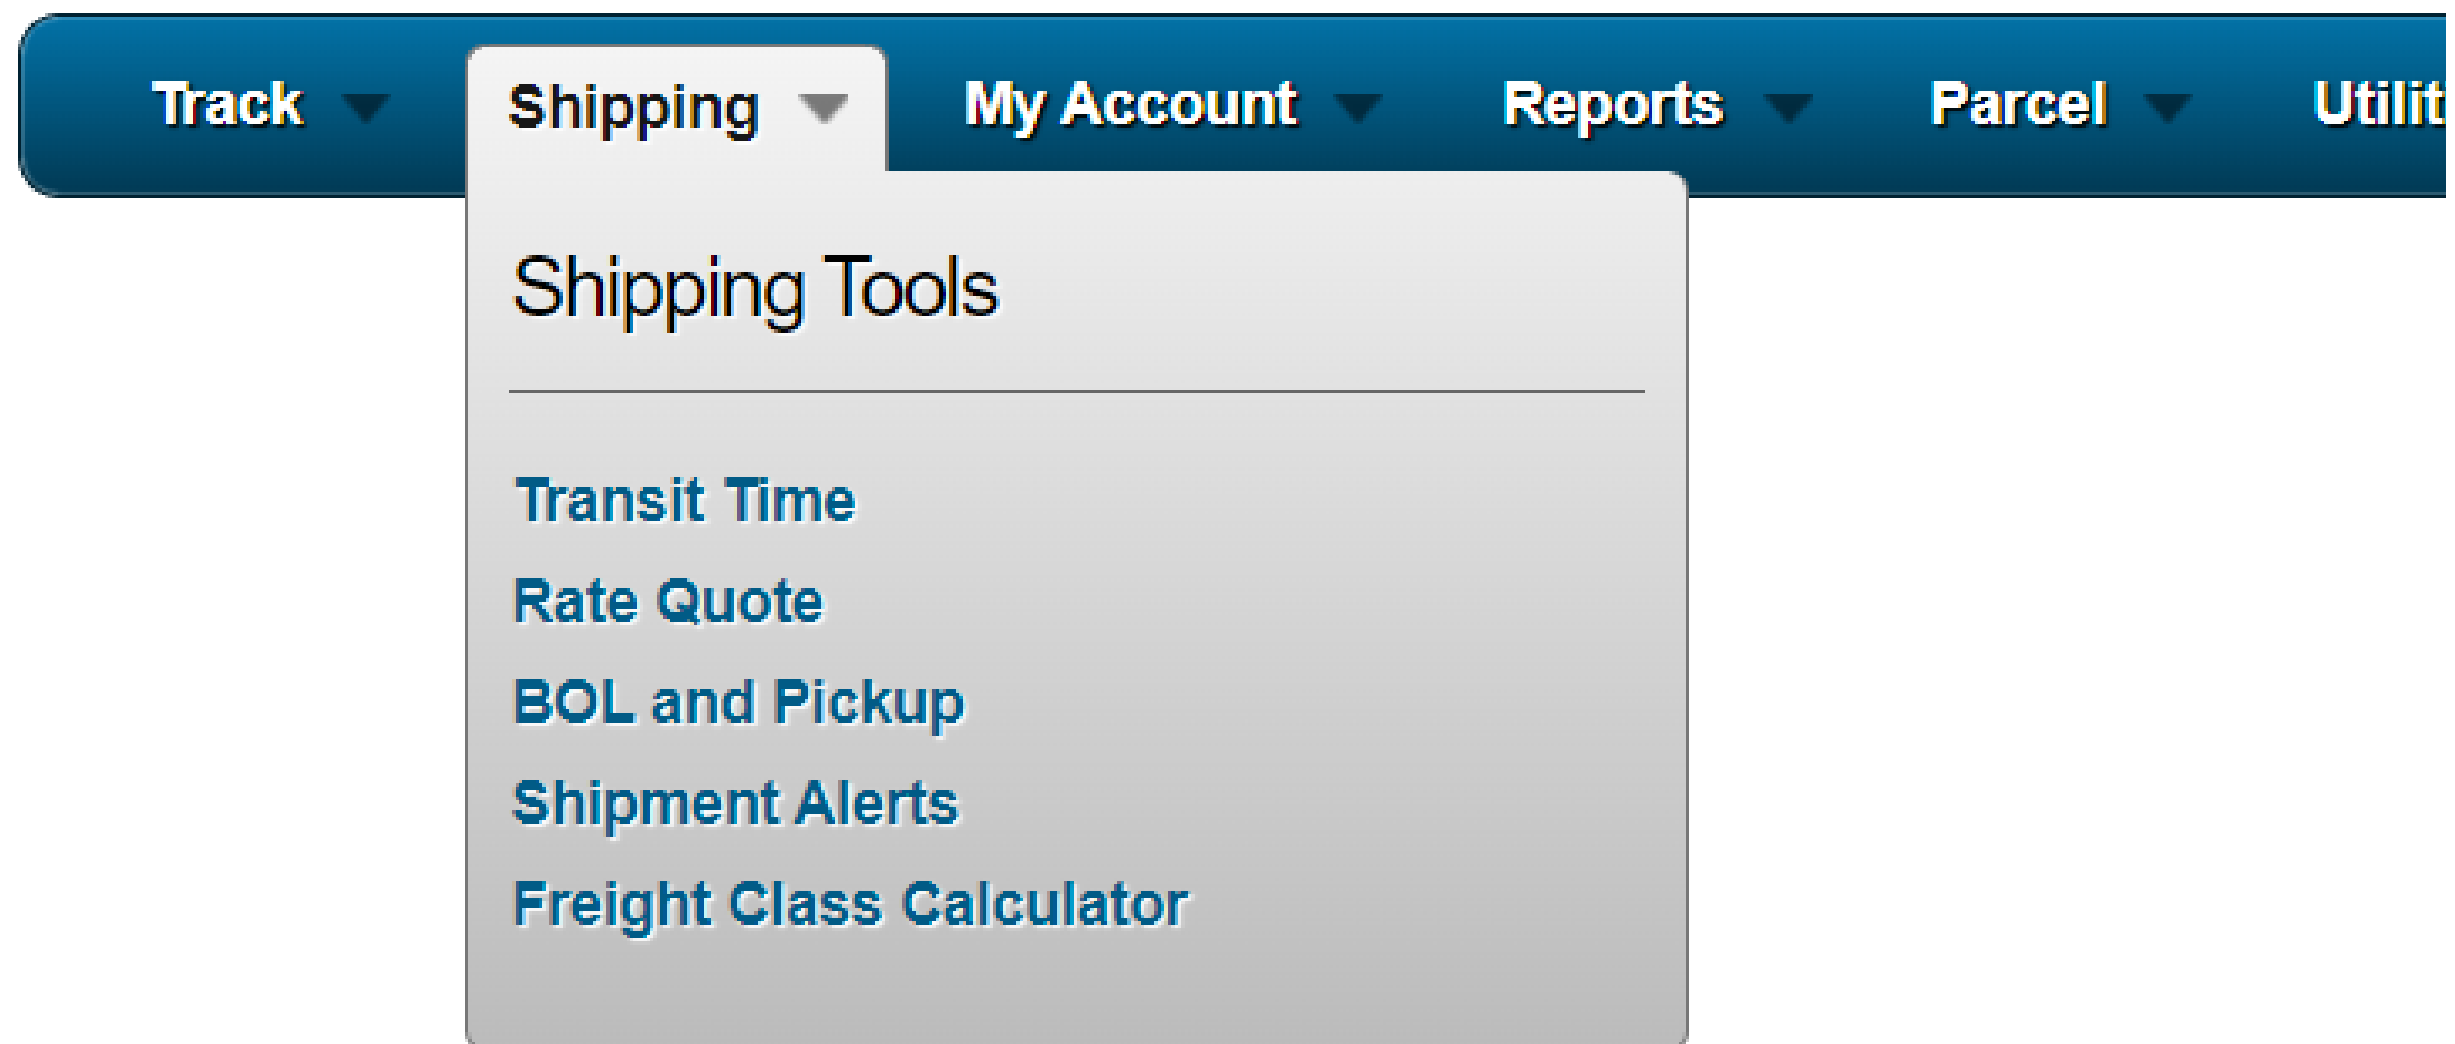 Track Shipping My Account Reports Parcel
Shipping Tools
Transit Time
Rate Quote
BOL and Pickup
Shipment Alerts
Freight Class Calculator